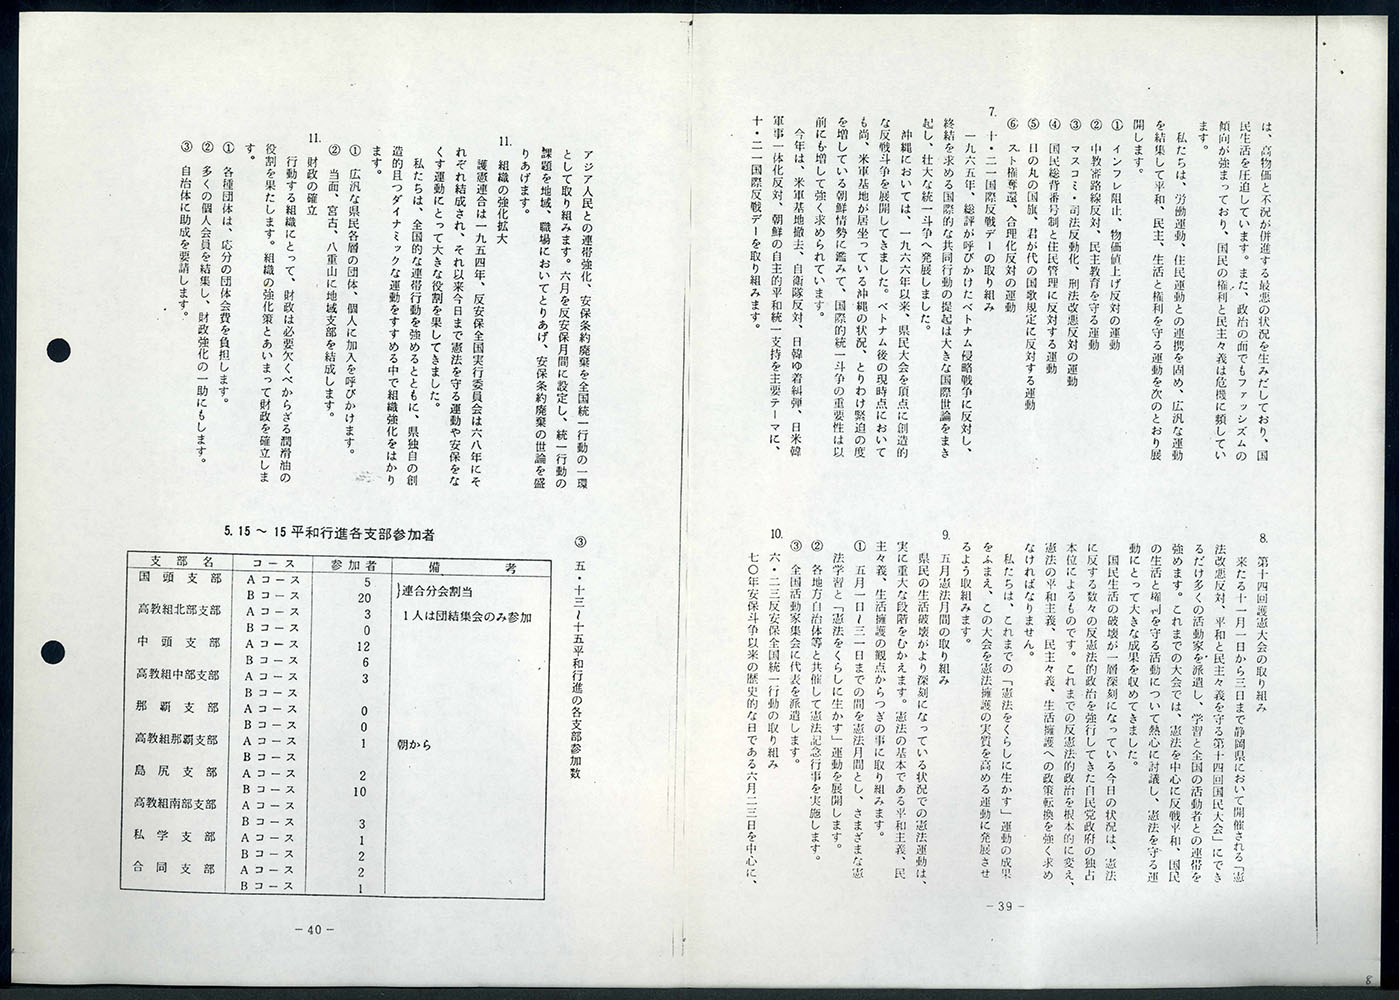 は、高物価と不況が併進する最悪の状況を生みだしており、国
民生活を圧迫しています。また、政治の面でもファッシズムの
傾向が強まっており、国民の権利と民主々義は危機に頻してい
ます。
私たちは、労働運動、住民運動との連携を固め、広汎な運動
を結集して平和、民主、生活と権利を守る運動を次のとおり展
開します。
① インフレ阻止、物価値上げ反対の運動
② 中教審路線反対、民主教育を守る運動
③ マスコミ・司法反動化、刑法改悪反対の運動
④ 国民総背番号制と住民管理に反対する運動
⑤ 日の丸の国旗、君が代の国歌規定に反対する運動
⑥ スト権奪還、合理化反対の運動
7. 十・二一国際反戦デーの取り組み
一九六五年、総評が呼びかけたベトナム侵略戦争に反対し、
終結を求める国際的な共同行動の提起は大きな国際世論をまき
起し、壮大な統一斗争へ発展しました。
沖縄においては、一九六六年以来、県民大会を頂点に創造的
な反戦斗争を展開してきました。ベトナム後の現時点において
も尚、米軍基地が居坐っている沖縄の状況、とりわけ緊迫の度
を増している朝鮮情勢に鑑みて、国際的統一斗争の重要性は以
前にも増して強く求められています。
今年は、米軍基地撤去、自衛隊反対、日韓ゆ着糾弾、日米韓
軍事一体化反対、朝鮮の自主的平和統一支持を主要テーマに、
十・二一国際反戦デーを取り組みます。
8. 第十四回護憲大会の取り組み
来たる十一月一日から三日まで静岡県において開催される「憲
法改悪反対、平和と民主々義を守る第十四回国民大会」にでき
るだけ多くの活動家を派遣し、学習と全国の活動者との連帯を
強めます。これまでの大会では、憲法を中心に反戦平和、国民
の生活と権利を守る活動について熱心に討議し、憲法を守る運
動にとって大きな成果を収めてきました。
国民生活の破壊が一層深刻になっている今日の状況は、憲法
に反する数々の反憲法的政治を強行してきた自民党政府の独占
本位によるものです。これまでの反憲法的政治を根本的に変え、
憲法の平和主義、民主々義、生活擁護への政策転換を強く求め
なければなりません。
私たちは、これまでの「憲法をくらしに生かす」運動の成果
をふまえ、この大会を憲法擁護の実質を高める運動に発展させ
るよう取組みます。
9. 五月憲法月間の取り組み
県民の生活破壊がより深刻になっている状況での憲法運動は、
実に重大な段階をむかえます。憲法の基本である平和主義、民
主々義、生活擁護の観点からつぎの事に取り組みます。
① 五月一日〜三一日までの間を憲法月間とし、さまざまな憲
法学習と「憲法をくらしに生かす」運動を展開します。
② 各地方自治体等と共催して憲法記念行事を実施します。
③ 全国活動家集会に代表を派遣します。
10. 六・二三反安保全国統一行動の取り組み
七〇年安保斗争以来の歴史的な日である六月二三日を中心に、
－39－
アジア人民との連帯強化、安保条約廃棄を全国統一行動の一環
として取り組みます。六月を反安保月間に設定し、統一行動の
課題を地域、職場においてとりあげ、安保条約廃棄の世論を盛
りあげます。
11. 組織の強化拡大
護憲連合は一九五四年、反安保全国実行委員会は六八年にそ
れぞれ結成され、それ以来今日まで憲法を守る運動や安保をな
くす運動にとって大きな役割を果してきました。
私たちは、全国的な連帯行動を強めるとともに、県独自の創
造的且つダイナミックな運動をすすめる中で組織強化をはかり
ます。
① 広汎な県民各層の団体、個人に加入を呼びかけます。
② 当面、宮古、八重山に地域支部を結成します。
11. 財政の確立
行動する組織にとって、財政は必要欠くべからざる潤滑油の
役割を果たします。組織の強化策とあいまって財政を確立しま
す。
① 各種団体は、応分の団体会費を負担します。
② 多くの個人会員を結集し、財政強化の一助にもします。
③ 自治体に助成を要請します。
③ 五・十三〜十五平和行進の各支部参加数
5.15〜15平和行進各支部参加者
支部名 コース 参加者 備考
国頭支部 Aコース 5 }連合分会割当
Bコース 20
高教組北部支部 Aコース 3 1人は団結集会のみ参加
Bコース 0
中頭支部 Aコース 12
Bコース 6
高教組中部支部 Aコース 3
Bコース
那覇支部 Aコース 0
Bコース 0
高教組那覇支部 Aコース 1 朝から
Bコース
島尻支部 Aコース 2
Bコース 10
高教組南部支部 Aコース
Bコース 3
私学支部 Aコース 1
Bコース 2
合同支部 Aコース 2
Bコース 1
－40－
8